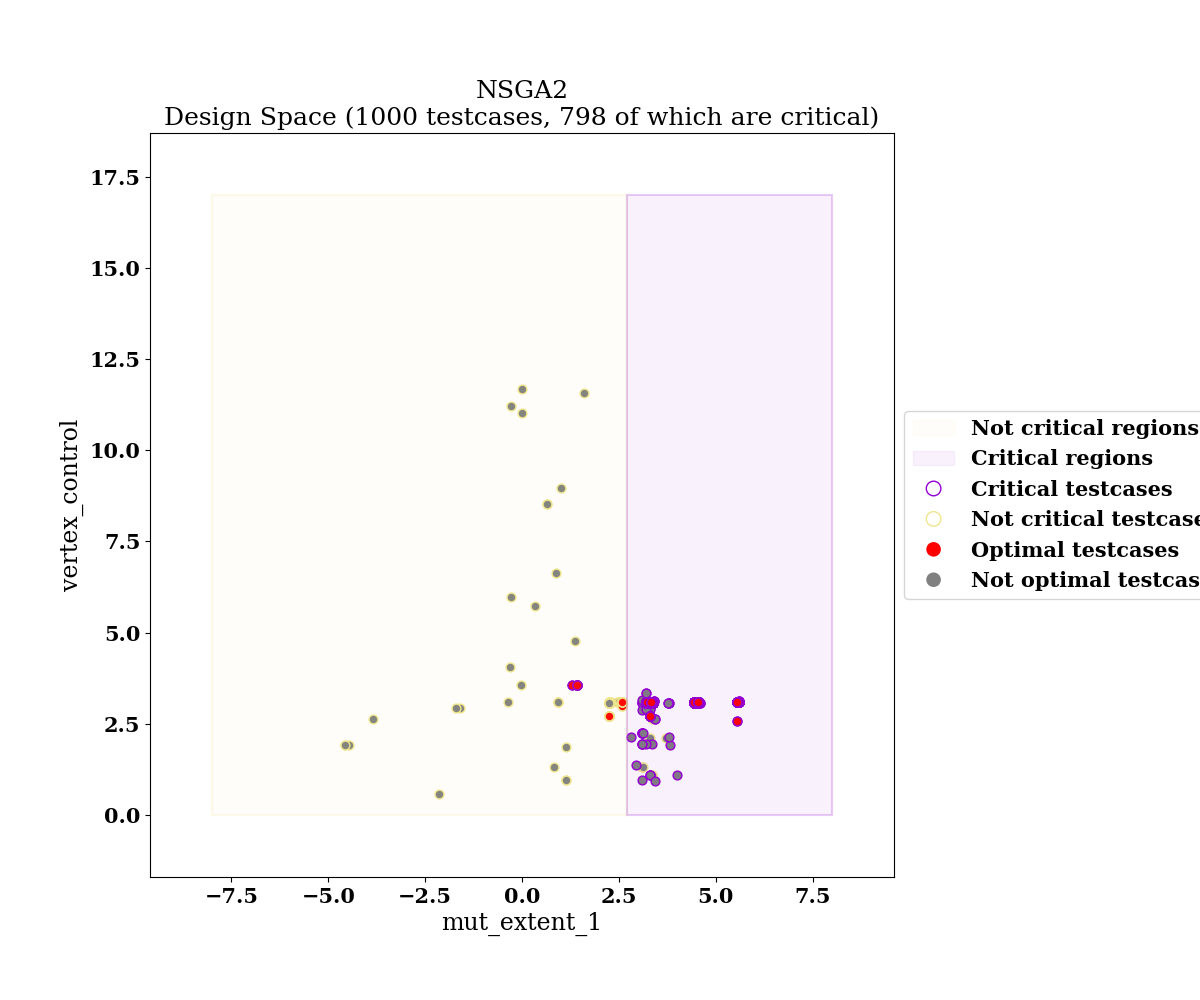 NSGA2
Design Space (1000 testcases, 798 of which are critical)
17.5
15.0
12.5
10.0
7.5
5.0
2.5
0.0
vertex_control
−7.5 −5.0 −2.5 0.0 2.5 5.0 7.5
mut_extent_1
Not critical regions
Critical regions
Critical testcases
Not critical testcase
Optimal testcases
Not optimal testcas